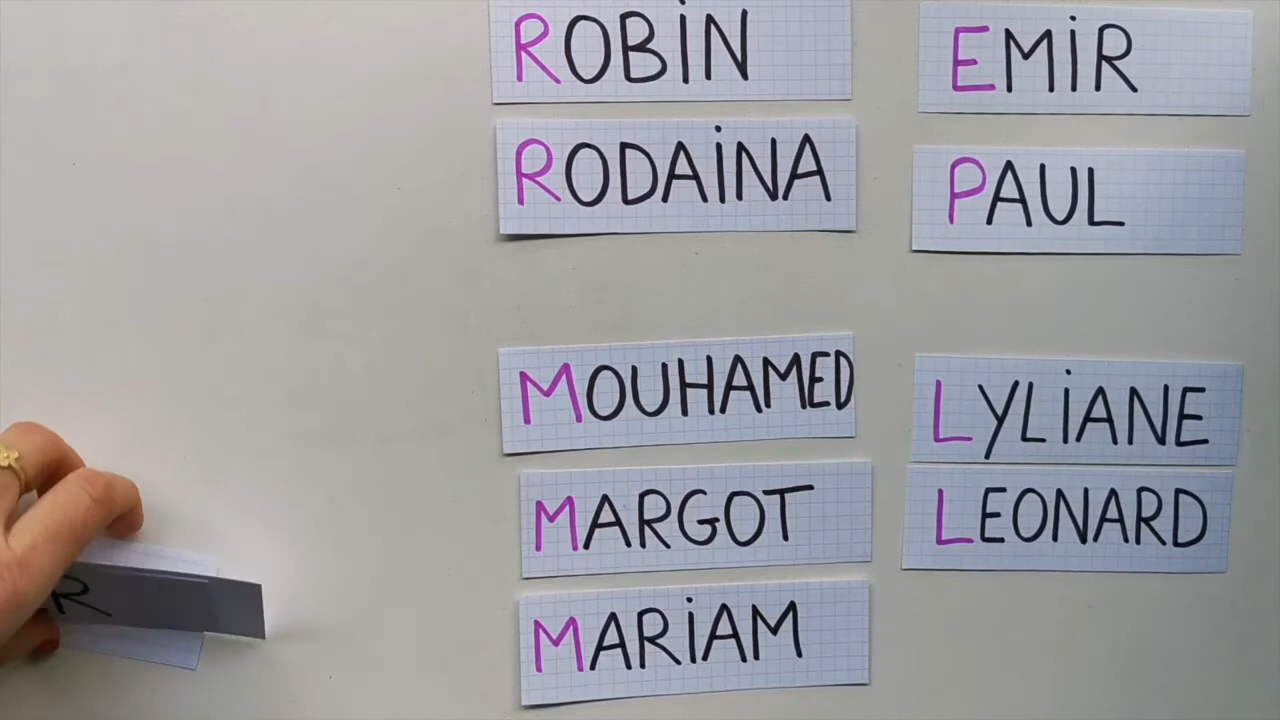 ROBiN
RODAiNA
MOUHAMED
MARGOT
MARiAM
EMiR
PAUL
LYLiANE
LEONARD
R